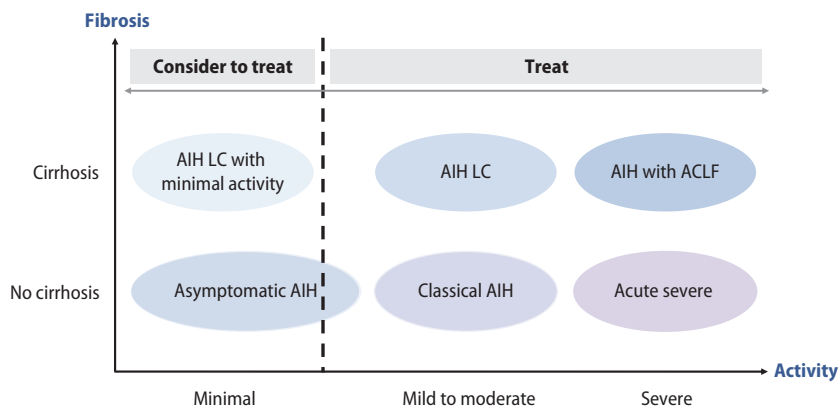 Fibrosis
Consider to treat
Treat
Cirrhosis
AIH LC with
minimal activity
AIH LC
AIH with ACLF
No cirrhosis
Asymptomatic AIH
Classical AIH
Acute severe
Activity
Minimal
Mild to moderate
Severe